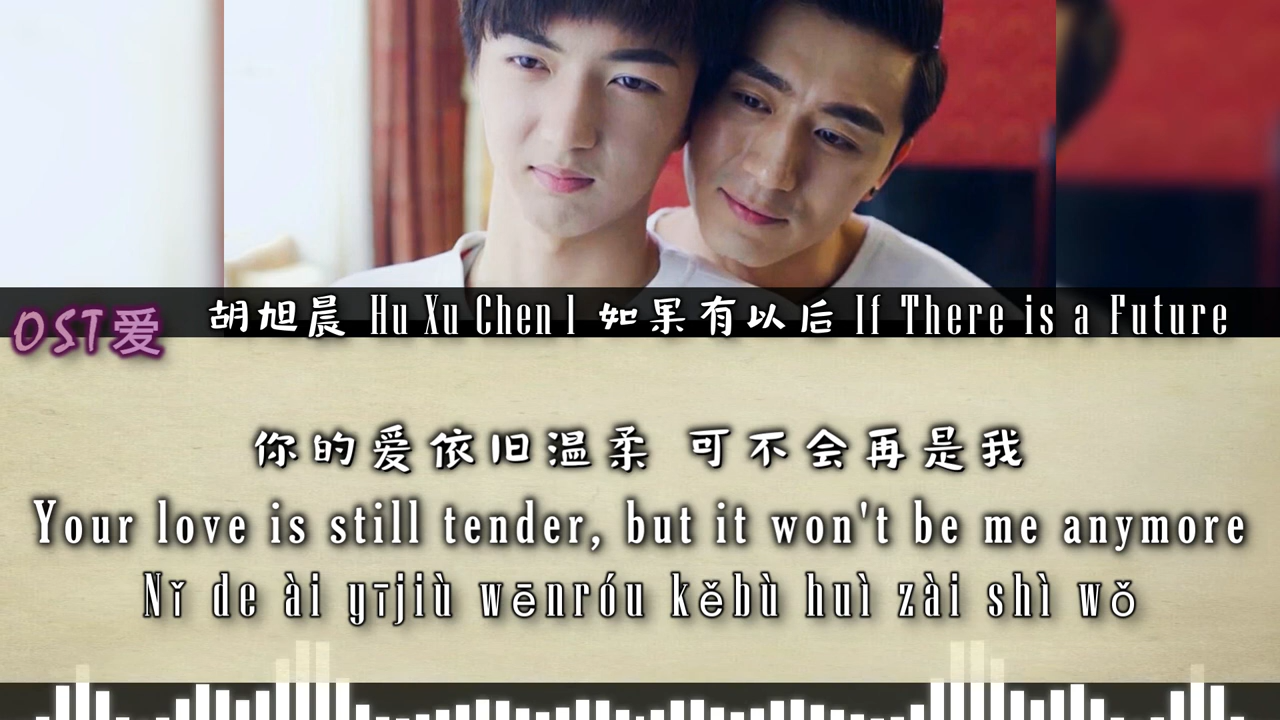 胡旭晨 Hu Xu Chen l 如果有以后 If There is a Future
OST爱
你的爱依旧温柔 可不会再是我
Your love is still tender, but it won't be me anymore
Nǐ de ài yījiù wēnróu kěbù huì zài shì wǒ